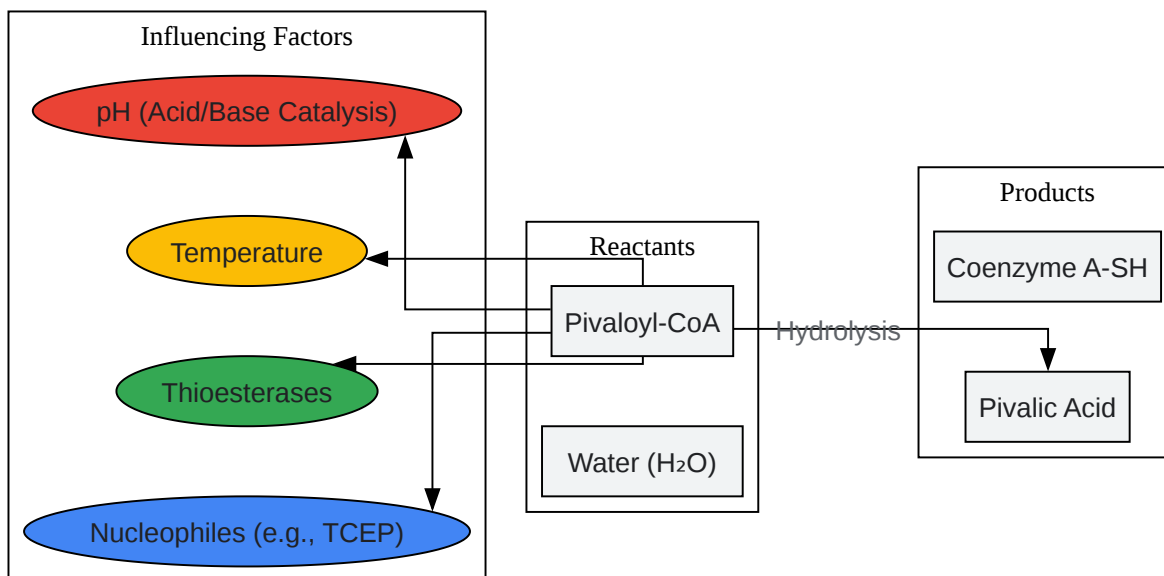 Influencing Factors
pH (Acid/Base Catalysis)
Temperature
Thioesterases
Nucleophiles (e.g., TCEP)
Reactants
Pivaloyl-CoA
Water (H₂O)
Hydrolysis
Products
Coenzyme A-SH
Pivalic Acid